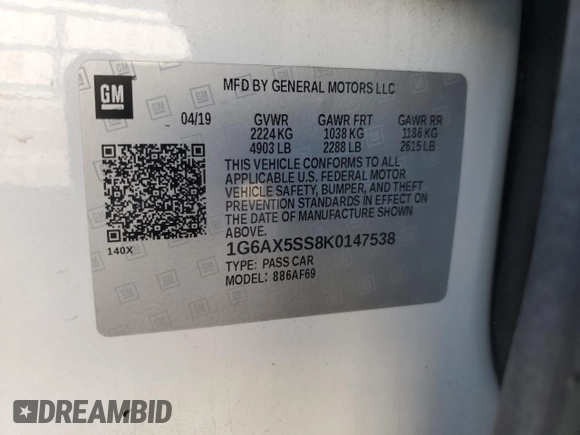 GM
MFD BY GENERAL MOTORS LLC
04/19 GVWR GAWR FRT GAWR RR
2224 KG 1038 KG 1186 KG
4903 LB 2288 LB 2615 LB
THIS VEHICLE CONFORMS TO ALL
APPLICABLE U.S. FEDERAL MOTOR
VEHICLE SAFETY, BUMPER, AND THEFT
PREVENTION STANDARDS IN EFFECT ON
THE DATE OF MANUFACTURE SHOWN
ABOVE.
140X
1G6AX5SS8K0147538
TYPE: PASS CAR
MODEL: 886AF69
DREAMBID